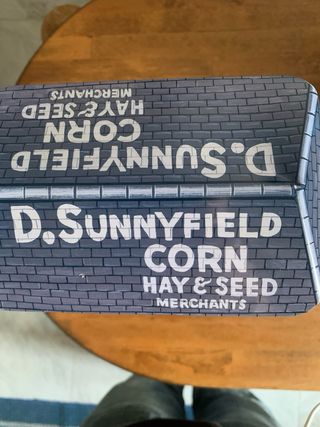 D. SUNNYFIELD
CORN
HAY & SEED
MERCHANTS
D. SUNNYFIELD
CORN
HAY & SEED
MERCHANTS